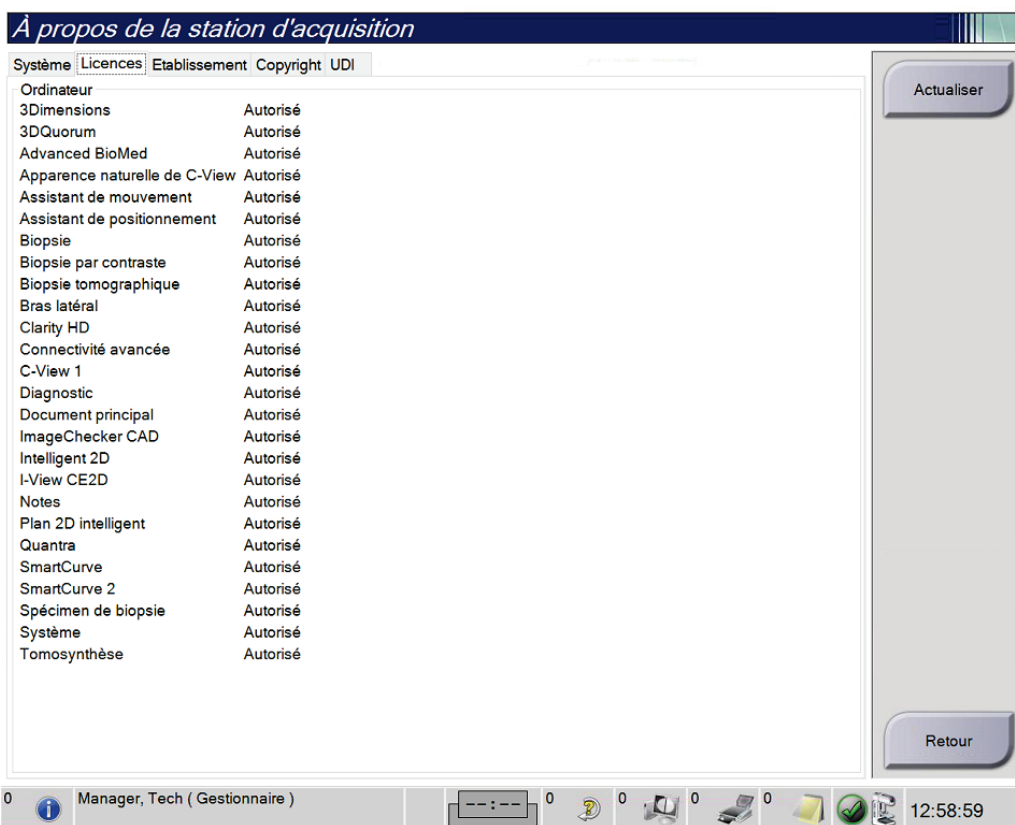 À propos de la station d'acquisition
Système Licences Etablissement Copyright UDI
Actualiser
Ordinateur
3Dimensions Autorisé
3DQuorum Autorisé
Advanced BioMed Autorisé
Apparence naturelle de C-View Autorisé
Assistant de mouvement Autorisé
Assistant de positionnement Autorisé
Biopsie Autorisé
Biopsie par contraste Autorisé
Biopsie tomographique Autorisé
Bras latéral Autorisé
Clarity HD Autorisé
Connectivité avancée Autorisé
C-View 1 Autorisé
Diagnostic Autorisé
Document principal Autorisé
ImageChecker CAD Autorisé
Intelligent 2D Autorisé
I-View CE2D Autorisé
Notes Autorisé
Plan 2D intelligent Autorisé
Quantra Autorisé
SmartCurve Autorisé
SmartCurve 2 Autorisé
Spécimen de biopsie Autorisé
Système Autorisé
Tomosynthèse Autorisé
Retour
0 Manager, Tech ( Gestionnaire ) --:-- 0 0 0 0 12:58:59